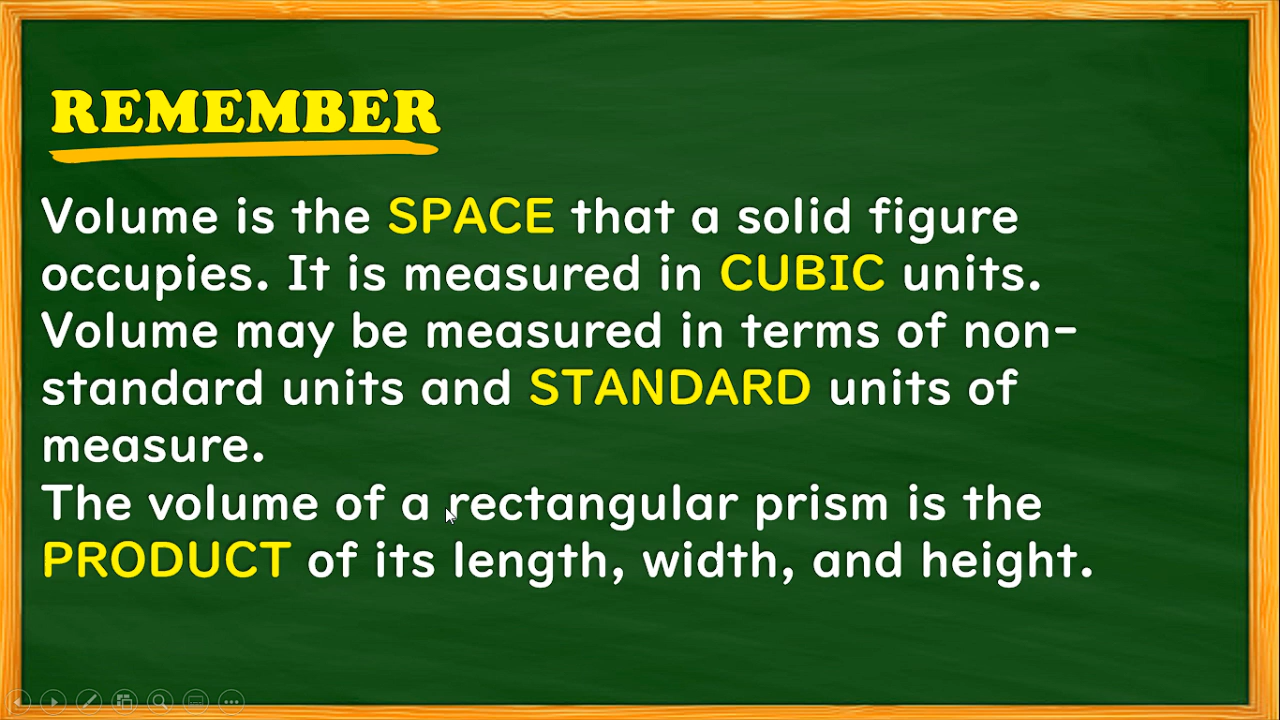 REMEMBER
Volume is the SPACE that a solid figure
occupies. It is measured in CUBIC units.
Volume may be measured in terms of non-
standard units and STANDARD units of
measure.
The volume of a rectangular prism is the
PRODUCT of its length, width, and height.